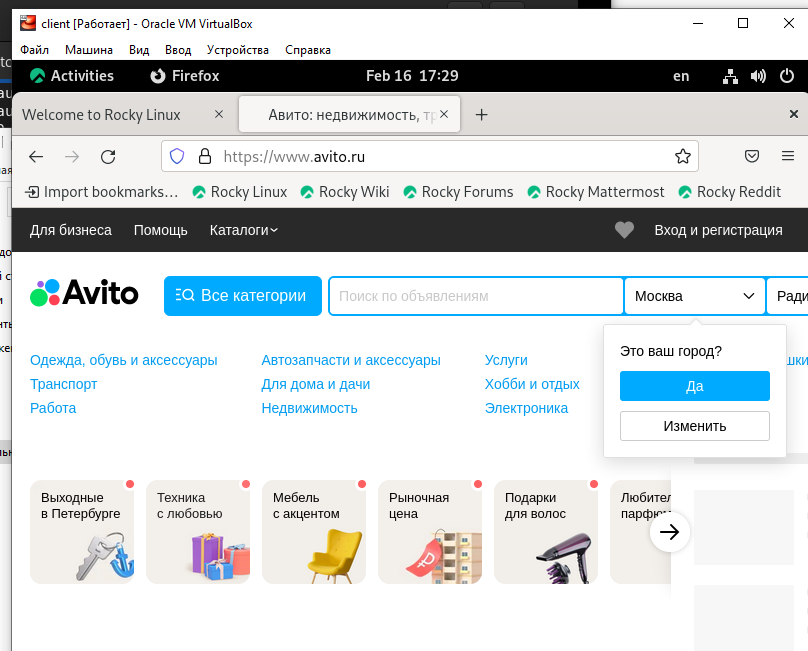 client [Работает] - Oracle VM VirtualBox
Файл Машина Вид Ввод Устройства Справка
Activities Firefox Feb 16 17:29 en
Welcome to Rocky Linux × Авито: недвижимость, тр × + ×
https://www.avito.ru
Import bookmarks… Rocky Linux Rocky Wiki Rocky Forums Rocky Mattermost Rocky Reddit
Для бизнеса Помощь Каталоги Вход и регистрация
Avito Все категории Поиск по объявлениям Москва Ради
Это ваш город?
Да
Изменить
Одежда, обувь и аксессуары Автозапчасти и аксессуары Услуги
Транспорт Для дома и дачи Хобби и отдых
Работа Недвижимость Электроника
Выходные
в Петербурге
Техника
с любовью
Мебель
с акцентом
Рыночная
цена
Подарки
для волос
Любител
парфюм